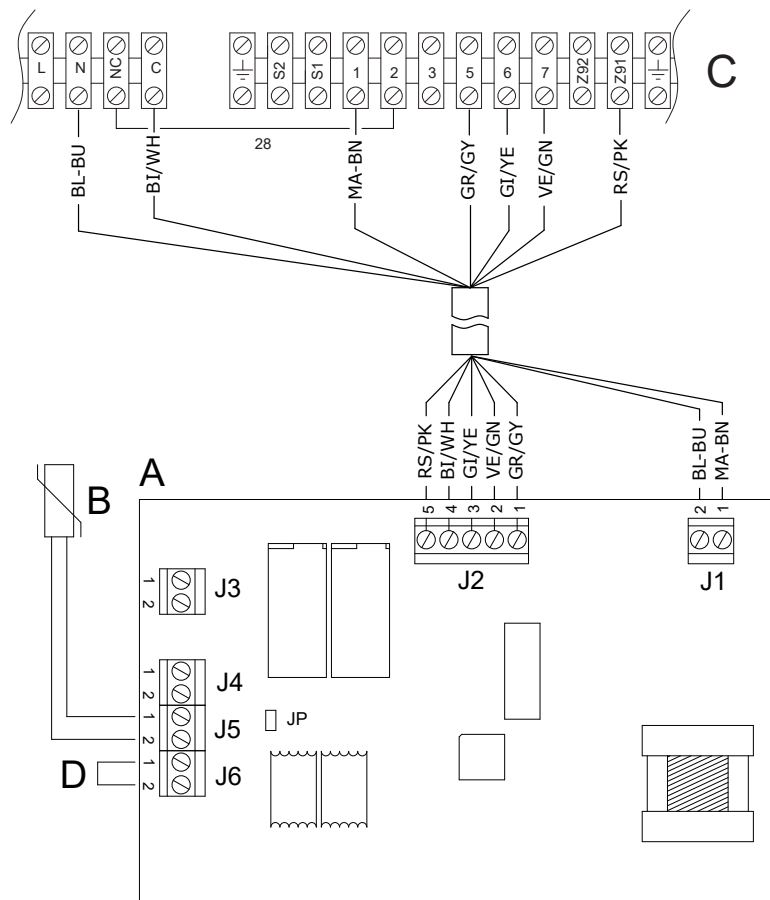 L N NC C S2 S1 1 2 3 5 6 7 Z92 Z91 C
28
BL-BU BI/WH MA-BN GR/GY GI/YE VE/GN RS/PK
RS/PK BI/WH GI/YE VE/GN GR/GY BL-BU MA-BN
A
B
5 4 3 2 1 2 1
J2 J1
1 2 J3
1 2 J4
1 2 J5 JP
D 1 2 J6